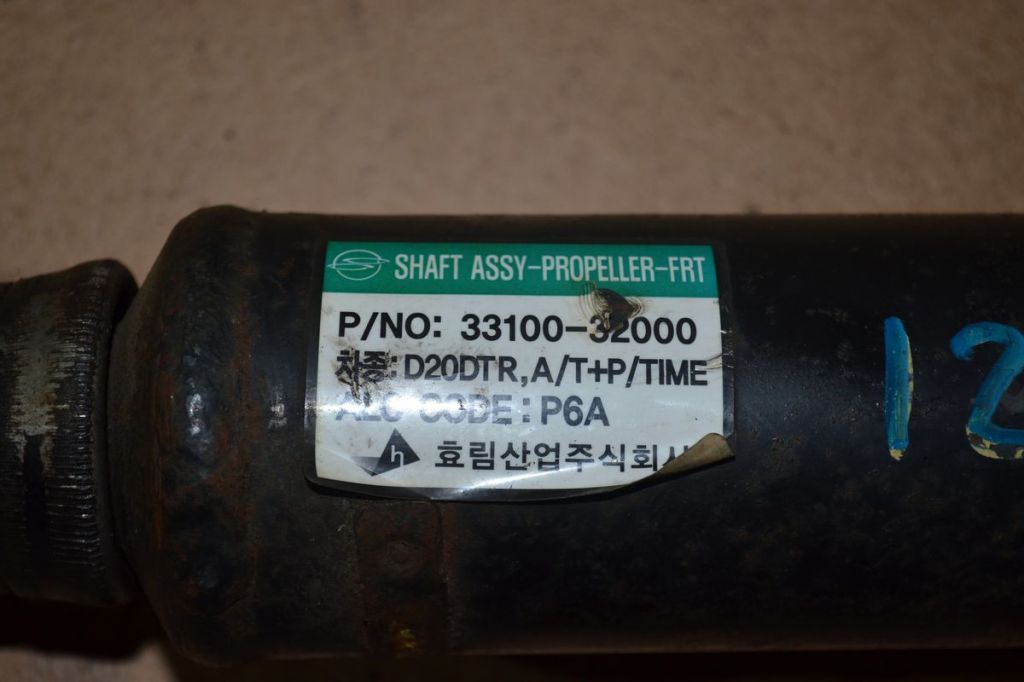 SHAFT ASSY-PROPELLER-FRT
P/NO: 33100-32000
차종: D20DTR, A/T+P/TIME
ALC CODE: P6A
h 효림산업주식회사
12